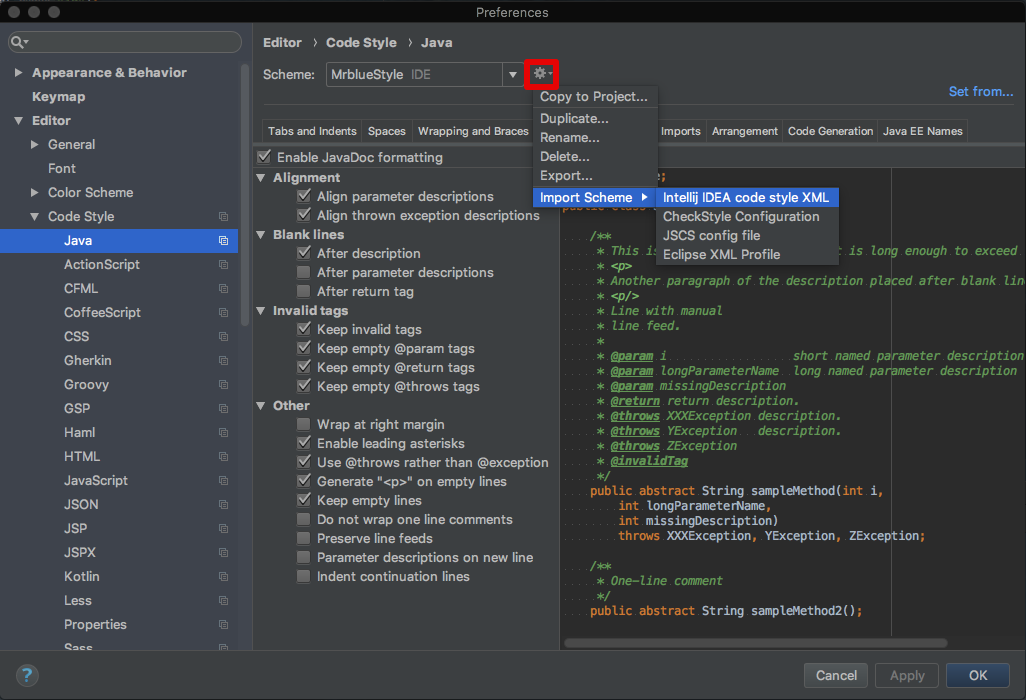 Preferences
Editor › Code Style › Java
Scheme: MrblueStyle IDE
Set from...
Copy to Project...
Duplicate...
Rename...
Delete...
Export...
Import Scheme
Intellij IDEA code style XML
CheckStyle Configuration
JSCS config file
Eclipse XML Profile
Appearance & Behavior
Keymap
Editor
General
Font
Color Scheme
Code Style
Java
ActionScript
CFML
CoffeeScript
CSS
Gherkin
Groovy
GSP
Haml
HTML
JavaScript
JSON
JSP
JSPX
Kotlin
Less
Properties
Sass
Tabs and Indents Spaces Wrapping and Braces Imports Arrangement Code Generation Java EE Names
Enable JavaDoc formatting
Alignment
Align parameter descriptions
Align thrown exception descriptions
Blank lines
After description
After parameter descriptions
After return tag
Invalid tags
Keep invalid tags
Keep empty @param tags
Keep empty @return tags
Keep empty @throws tags
Other
Wrap at right margin
Enable leading asterisks
Use @throws rather than @exception
Generate "<p>" on empty lines
Keep empty lines
Do not wrap one line comments
Preserve line feeds
Parameter descriptions on new line
Indent continuation lines
/**
* This is is long enough to exceed
* <p>
* Another paragraph of the description placed after blank lin
* <p/>
* Line with manual
* line feed.
*
* @param i short named parameter description
* @param longParameterName long named parameter description
* @param missingDescription
* @return return description.
* @throws XXXException description.
* @throws YException description.
* @throws ZException
* @invalidTag
*/
public abstract String sampleMethod(int i,
int longParameterName,
int missingDescription)
throws XXXException, YException, ZException;
/**
* One-line comment
*/
public abstract String sampleMethod2();
?
Cancel Apply OK